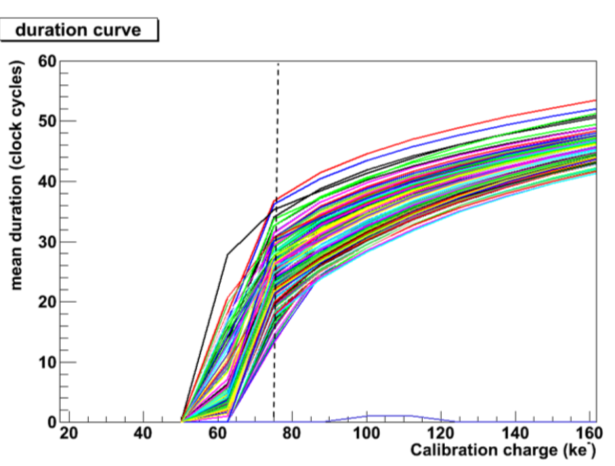 duration curve
mean duration (clock cycles)
60
50
40
30
20
10
0
20 40 60 80 100 120 140 160
Calibration charge (ke⁻)